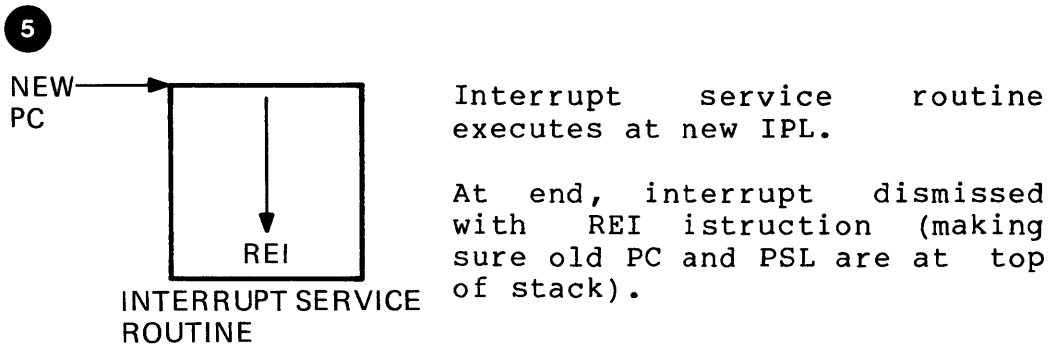 5
NEW
PC
REI
INTERRUPT SERVICE
ROUTINE
Interrupt service routine
executes at new IPL.
At end, interrupt dismissed
with REI istruction (making
sure old PC and PSL are at top
of stack).